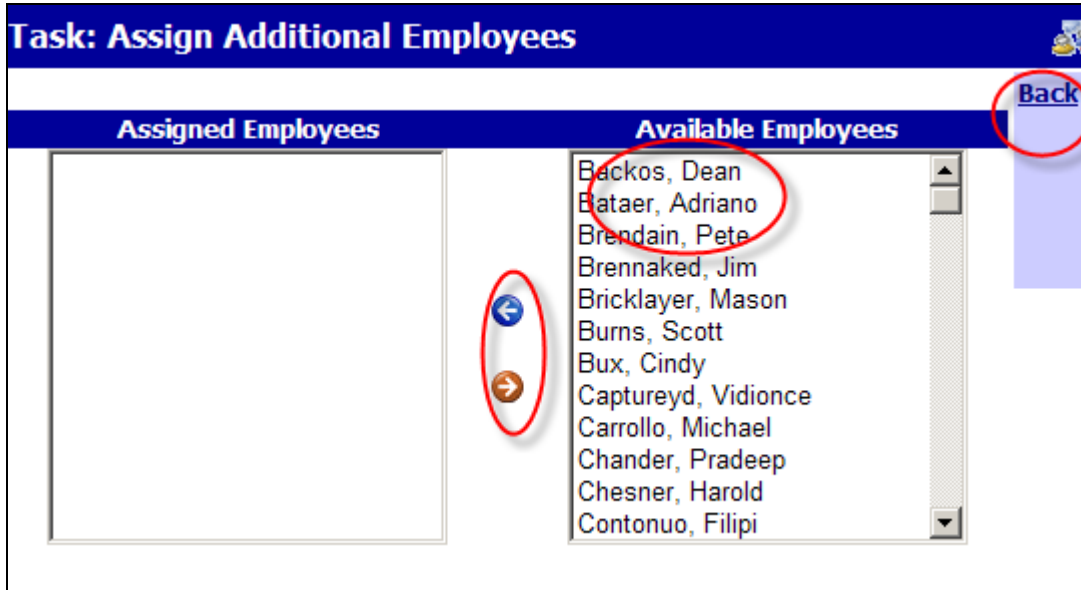 Task: Assign Additional Employees
Back
Assigned Employees
Available Employees
Backos, Dean
Bataer, Adriano
Brendain, Pete
Brennaked, Jim
Bricklayer, Mason
Burns, Scott
Bux, Cindy
Captureyd, Vidionce
Carrollo, Michael
Chander, Pradeep
Chesner, Harold
Contonuo, Filipi